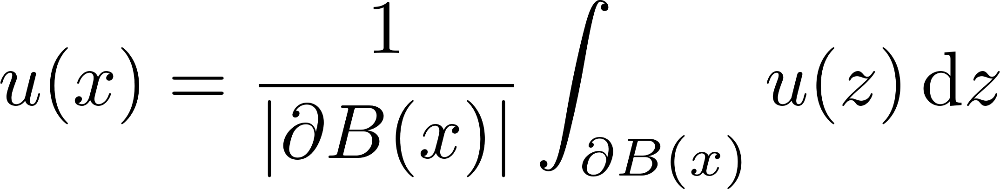 u(x) = \frac{1}{|\partial B(x)|} \int_{\partial B(x)} u(z) \, \mathrm{d}z